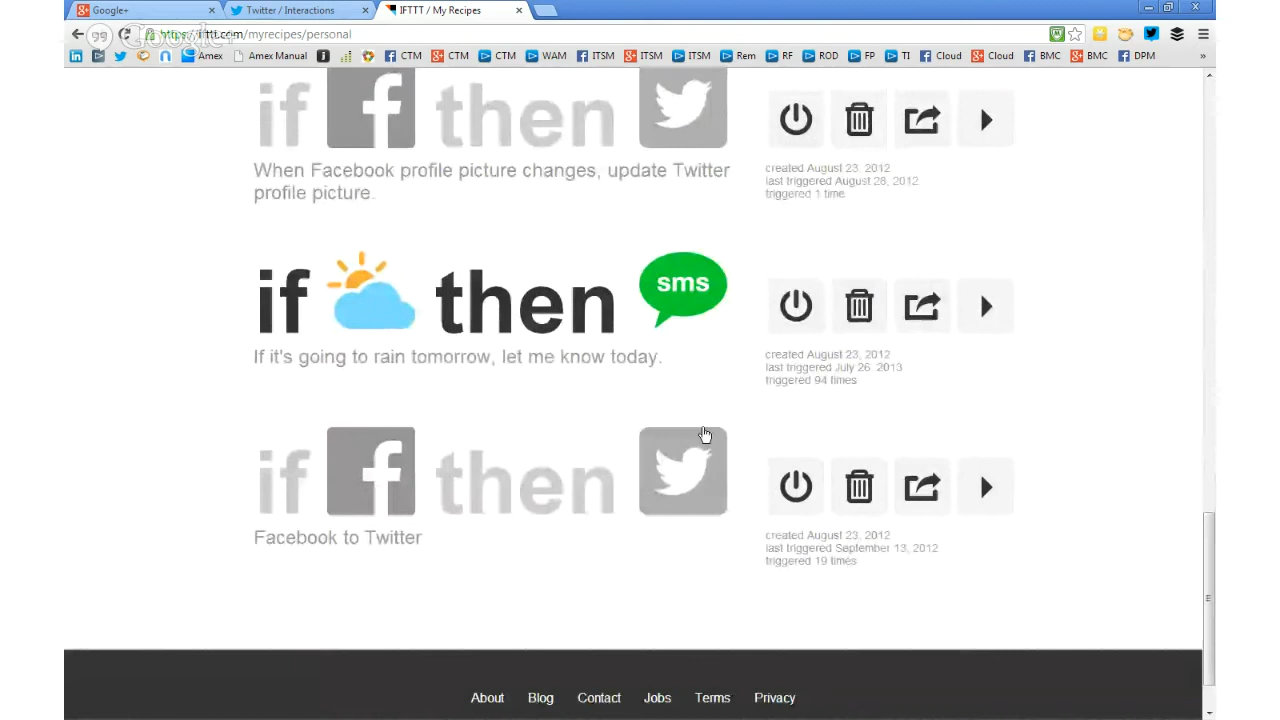 Google+
Twitter / Interactions
IFTTT / My Recipes
https://ifttt.com/myrecipes/personal
Google+
Amex
Amex Manual
CTM
CTM
CTM
WAM
ITSM
ITSM
ITSM
Rem
RF
ROD
FP
TI
Cloud
Cloud
BMC
BMC
DPM
»
if then
When Facebook profile picture changes, update Twitter
profile picture.
created August 23, 2012
last triggered August 28, 2012
triggered 1 time
if then sms
If it's going to rain tomorrow, let me know today.
created August 23, 2012
last triggered July 26, 2013
triggered 94 times
if then
Facebook to Twitter
created August 23, 2012
last triggered September 13, 2012
triggered 19 times
About Blog Contact Jobs Terms Privacy